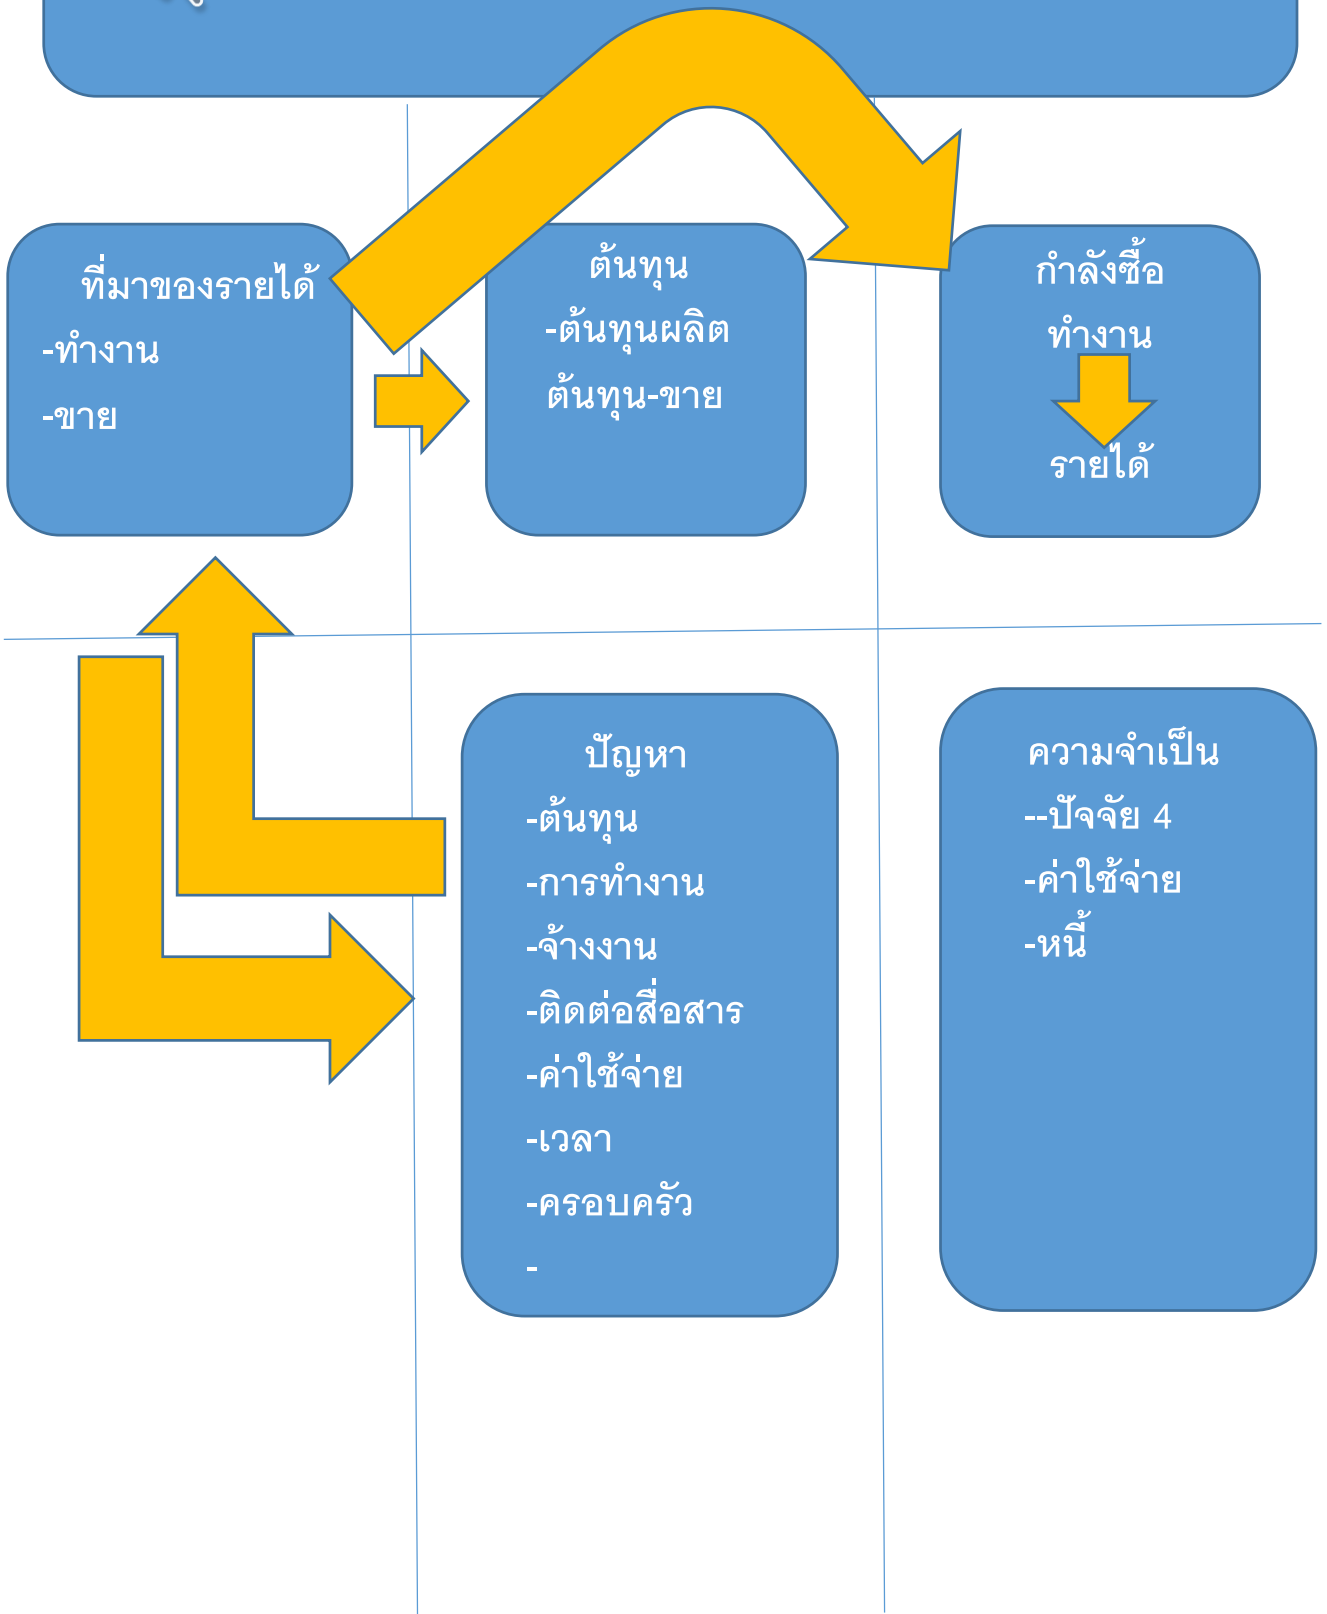 ที่มาของรายได้
-ทำงาน
-ขาย
ต้นทุน
-ต้นทุนผลิต
ต้นทุน-ขาย
กำลังซื้อ
ทำงาน
รายได้
ปัญหา
-ต้นทุน
-การทำงาน
-จ้างงาน
-ติดต่อสื่อสาร
-ค่าใช้จ่าย
-เวลา
-ครอบครัว
-
ความจำเป็น
--ปัจจัย 4
-ค่าใช้จ่าย
-หนี้